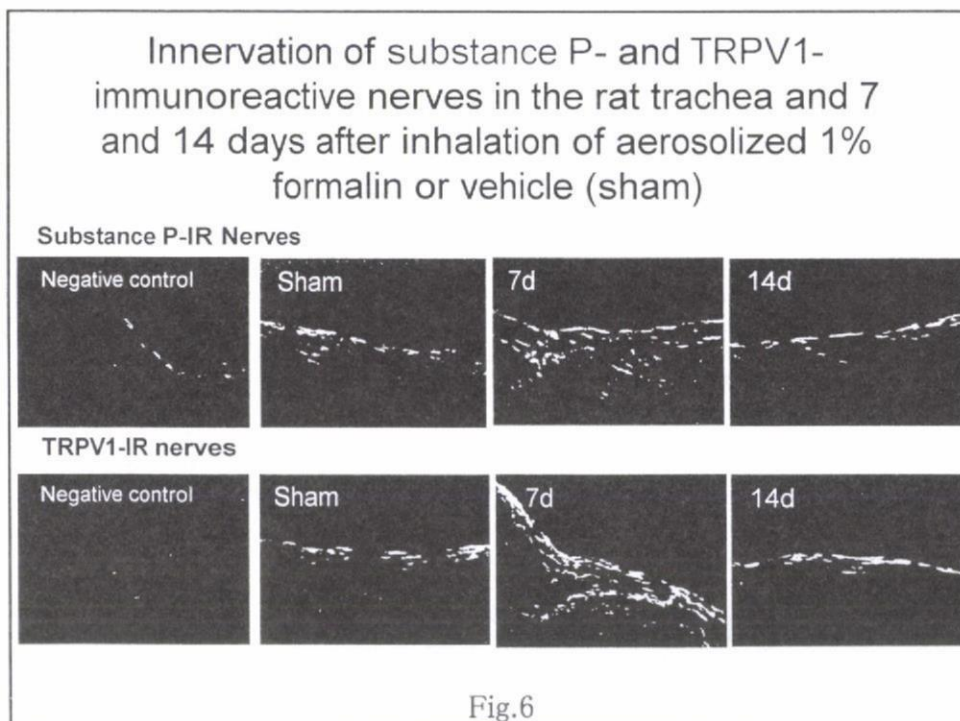 Innervation of substance P- and TRPV1-
immunoreactive nerves in the rat trachea and 7
and 14 days after inhalation of aerosolized 1%
formalin or vehicle (sham)
Substance P-IR Nerves
Negative control
Sham
7d
14d
TRPV1-IR nerves
Negative control
Sham
7d
14d
Fig.6